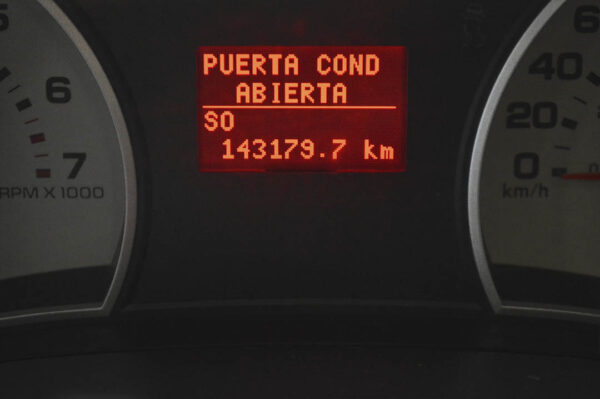 PUERTA COND
ABIERTA
SO
143179.7 km
6
7
RPM X 1000
40
20
0
km/h